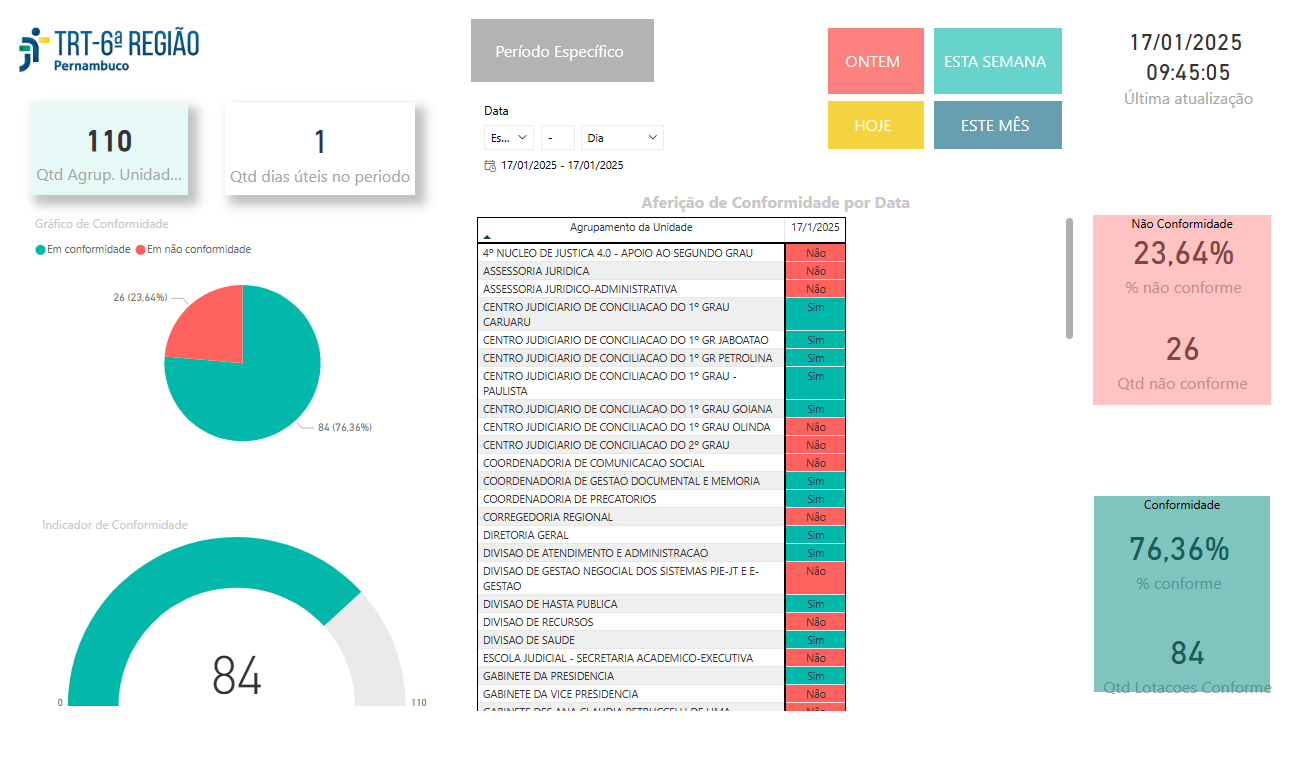 TRT-6ª REGIÃO
Pernambuco
Período Específico
ONTEM
ESTA SEMANA
HOJE
ESTE MÊS
17/01/2025
09:45:05
Última atualização
110
Qtd Agrup. Unidad...
1
Qtd dias úteis no periodo
Data
Es...
-
Dia
17/01/2025 - 17/01/2025
Gráfico de Conformidade
Em conformidade Em não conformidade
26 (23,64%)
84 (76,36%)
Indicador de Conformidade
84
0
110
Aferição de Conformidade por Data
Agrupamento da Unidade 17/1/2025
4º NUCLEO DE JUSTICA 4.0 - APOIO AO SEGUNDO GRAU Não
ASSESSORIA JURIDICA Não
ASSESSORIA JURIDICO-ADMINISTRATIVA Não
CENTRO JUDICIARIO DE CONCILIACAO DO 1º GRAU Sim
CARUARU
CENTRO JUDICIARIO DE CONCILIACAO DO 1º GR JABOATAO Sim
CENTRO JUDICIARIO DE CONCILIACAO DO 1º GR PETROLINA Sim
CENTRO JUDICIARIO DE CONCILIACAO DO 1º GRAU - Sim
PAULISTA
CENTRO JUDICIARIO DE CONCILIACAO DO 1º GRAU GOIANA Sim
CENTRO JUDICIARIO DE CONCILIACAO DO 1º GRAU OLINDA Não
CENTRO JUDICIARIO DE CONCILIACAO DO 2º GRAU Não
COORDENADORIA DE COMUNICACAO SOCIAL Não
COORDENADORIA DE GESTAO DOCUMENTAL E MEMORIA Sim
COORDENADORIA DE PRECATORIOS Sim
CORREGEDORIA REGIONAL Não
DIRETORIA GERAL Sim
DIVISAO DE ATENDIMENTO E ADMINISTRACAO Sim
DIVISAO DE GESTAO NEGOCIAL DOS SISTEMAS PJE-JT E E- Não
GESTAO
DIVISAO DE HASTA PUBLICA Sim
DIVISAO DE RECURSOS Não
DIVISAO DE SAUDE Sim
ESCOLA JUDICIAL - SECRETARIA ACADEMICO-EXECUTIVA Não
GABINETE DA PRESIDENCIA Sim
GABINETE DA VICE PRESIDENCIA Não
GABINETE DES ANA CLAUDIA PETRUCCELLI DE LIMA Não
Não Conformidade
23,64%
% não conforme
26
Qtd não conforme
Conformidade
76,36%
% conforme
84
Qtd Lotacoes Conforme